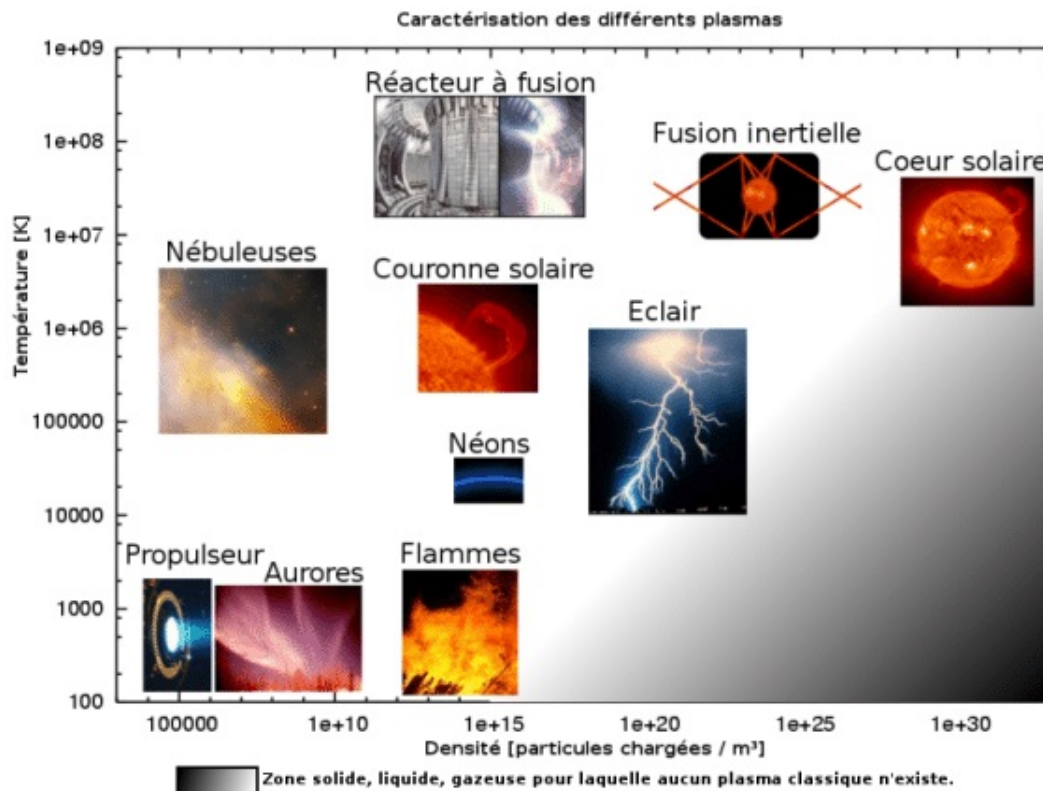 Caractérisation des différents plasmas
1e+09
1e+08
1e+07
1e+06
100000
10000
1000
100
Température [K]
Réacteur à fusion
Fusion inertielle
Coeur solaire
Nébuleuses
Couronne solaire
Eclair
Néons
Propulseur
Aurores
Flammes
100000
1e+10
1e+15
1e+20
1e+25
1e+30
Densité [particules chargées / m³]
Zone solide, liquide, gazeuse pour laquelle aucun plasma classique n'existe.